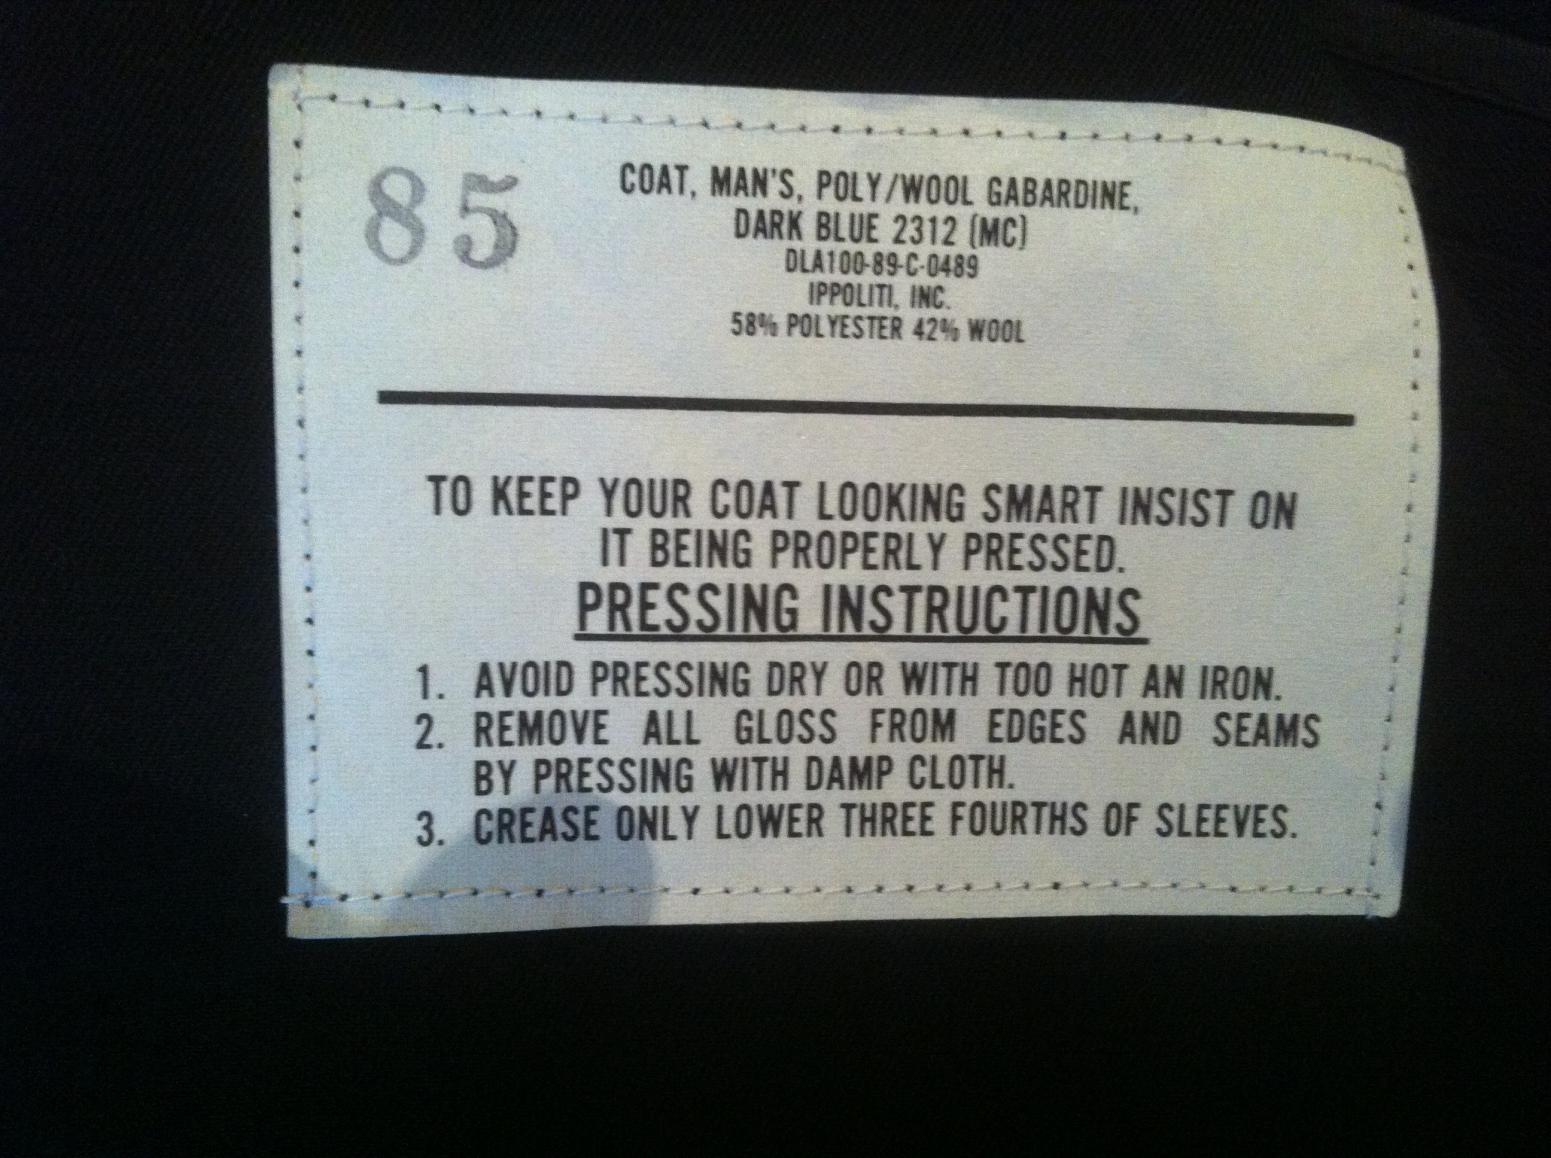 85
COAT, MAN'S, POLY/WOOL GABARDINE,
DARK BLUE 2312 (MC)
DLA100-89-C-0489
IPPOLITI, INC.
58% POLYESTER 42% WOOL
TO KEEP YOUR COAT LOOKING SMART INSIST ON
IT BEING PROPERLY PRESSED.
PRESSING INSTRUCTIONS
1. AVOID PRESSING DRY OR WITH TOO HOT AN IRON.
2. REMOVE ALL GLOSS FROM EDGES AND SEAMS
BY PRESSING WITH DAMP CLOTH.
3. CREASE ONLY LOWER THREE FOURTHS OF SLEEVES.